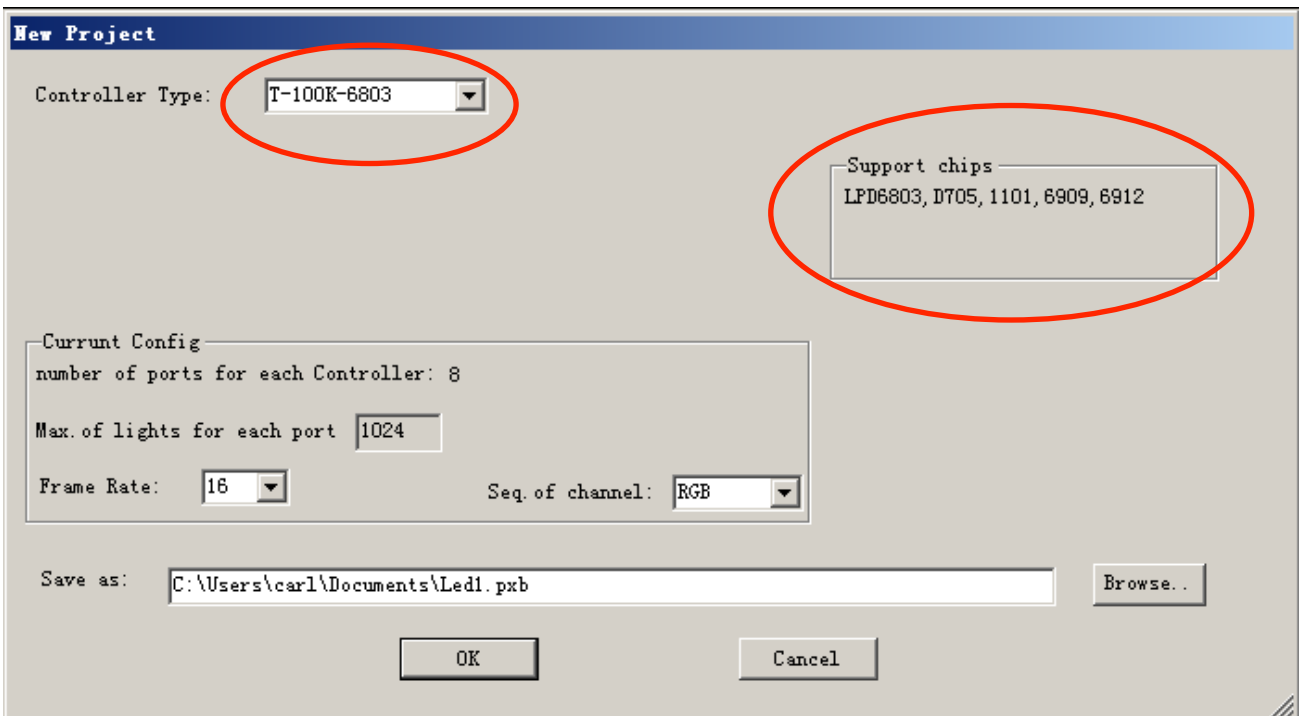 New Project
Controller Type: T-100K-6803
Support chips
LPD6803, D705, 1101, 6909, 6912
Currunt Config
number of ports for each Controller: 8
Max.of lights for each port 1024
Frame Rate: 16 Seq.of channel: RGB
Save as: C:\Users\carl\Documents\Led1.pxb Browse..
OK Cancel